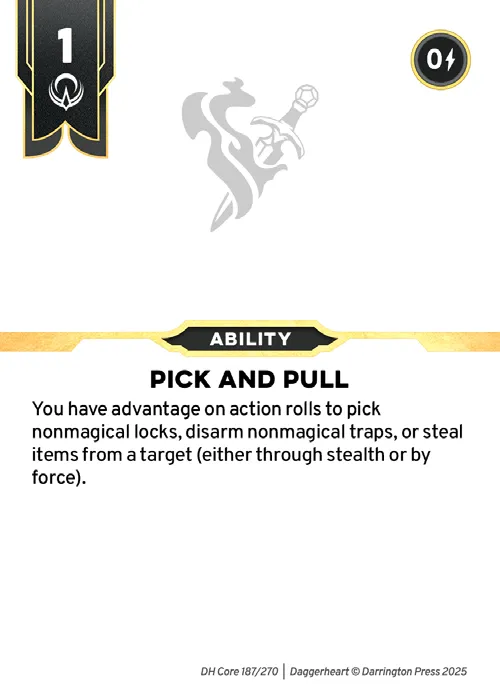 1
0
ABILITY
PICK AND PULL
You have advantage on action rolls to pick
nonmagical locks, disarm nonmagical traps, or steal
items from a target (either through stealth or by
force).
DH Core 187/270 | Daggerheart © Darrington Press 2025